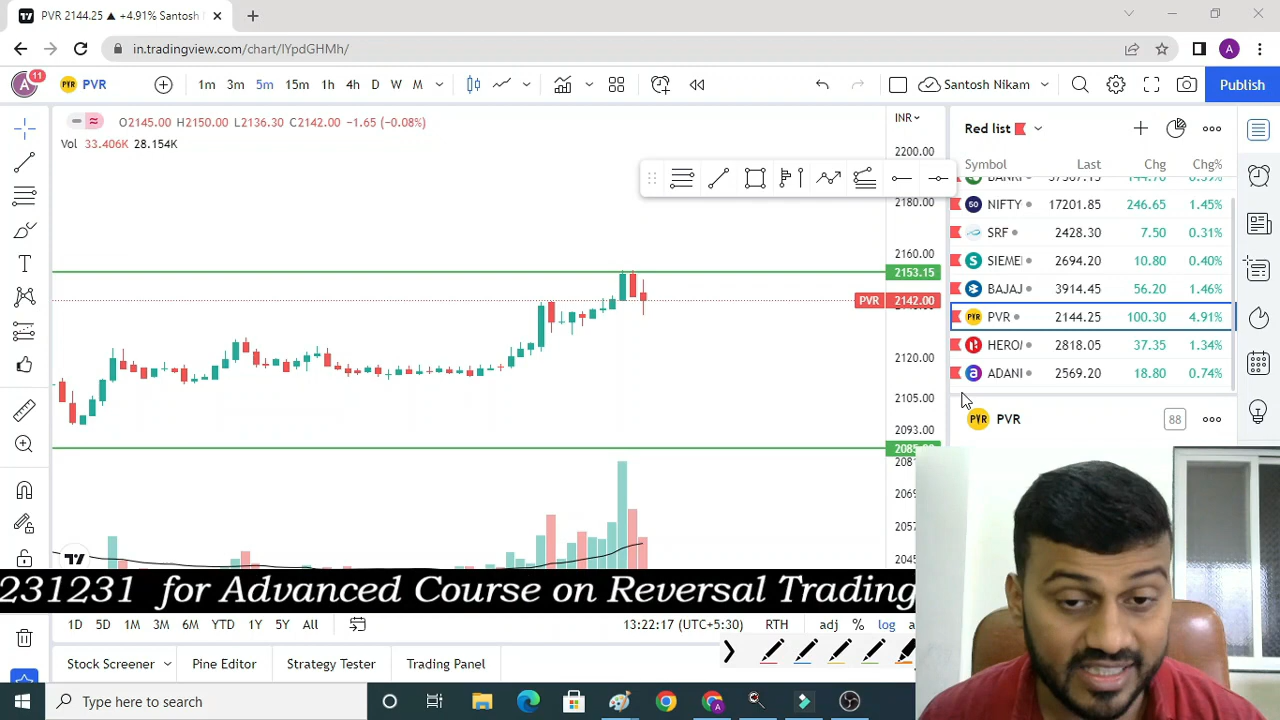 PVR 2144.25 ▲ +4.91% Santosh
in.tradingview.com/chart/IYpdGHMh/
A
A 11 PVR PVR 1m 3m 5m 15m 1h 4h D W M Santosh Nikam Publish
O2145.00 H2150.00 L2136.30 C2142.00 −1.65 (−0.08%)
Vol 33.406K 28.154K
INR
2200.00
2180.00
2160.00
2153.15
PVR 2142.00
2120.00
2105.00
2093.00
Red list
Symbol Last Chg Chg%
NIFTY 17201.85 246.65 1.45%
SRF 2428.30 7.50 0.31%
SIEME 2694.20 10.80 0.40%
BAJAJ 3914.45 56.20 1.46%
PVR 2144.25 100.30 4.91%
HERO 2818.05 37.35 1.34%
ADANI 2569.20 18.80 0.74%
PVR PVR 88
231231 for Advanced Course on Reversal Trading
1D 5D 1M 3M 6M YTD 1Y 5Y All 13:22:17 (UTC+5:30) RTH adj % log
Stock Screener Pine Editor Strategy Tester Trading Panel
Type here to search